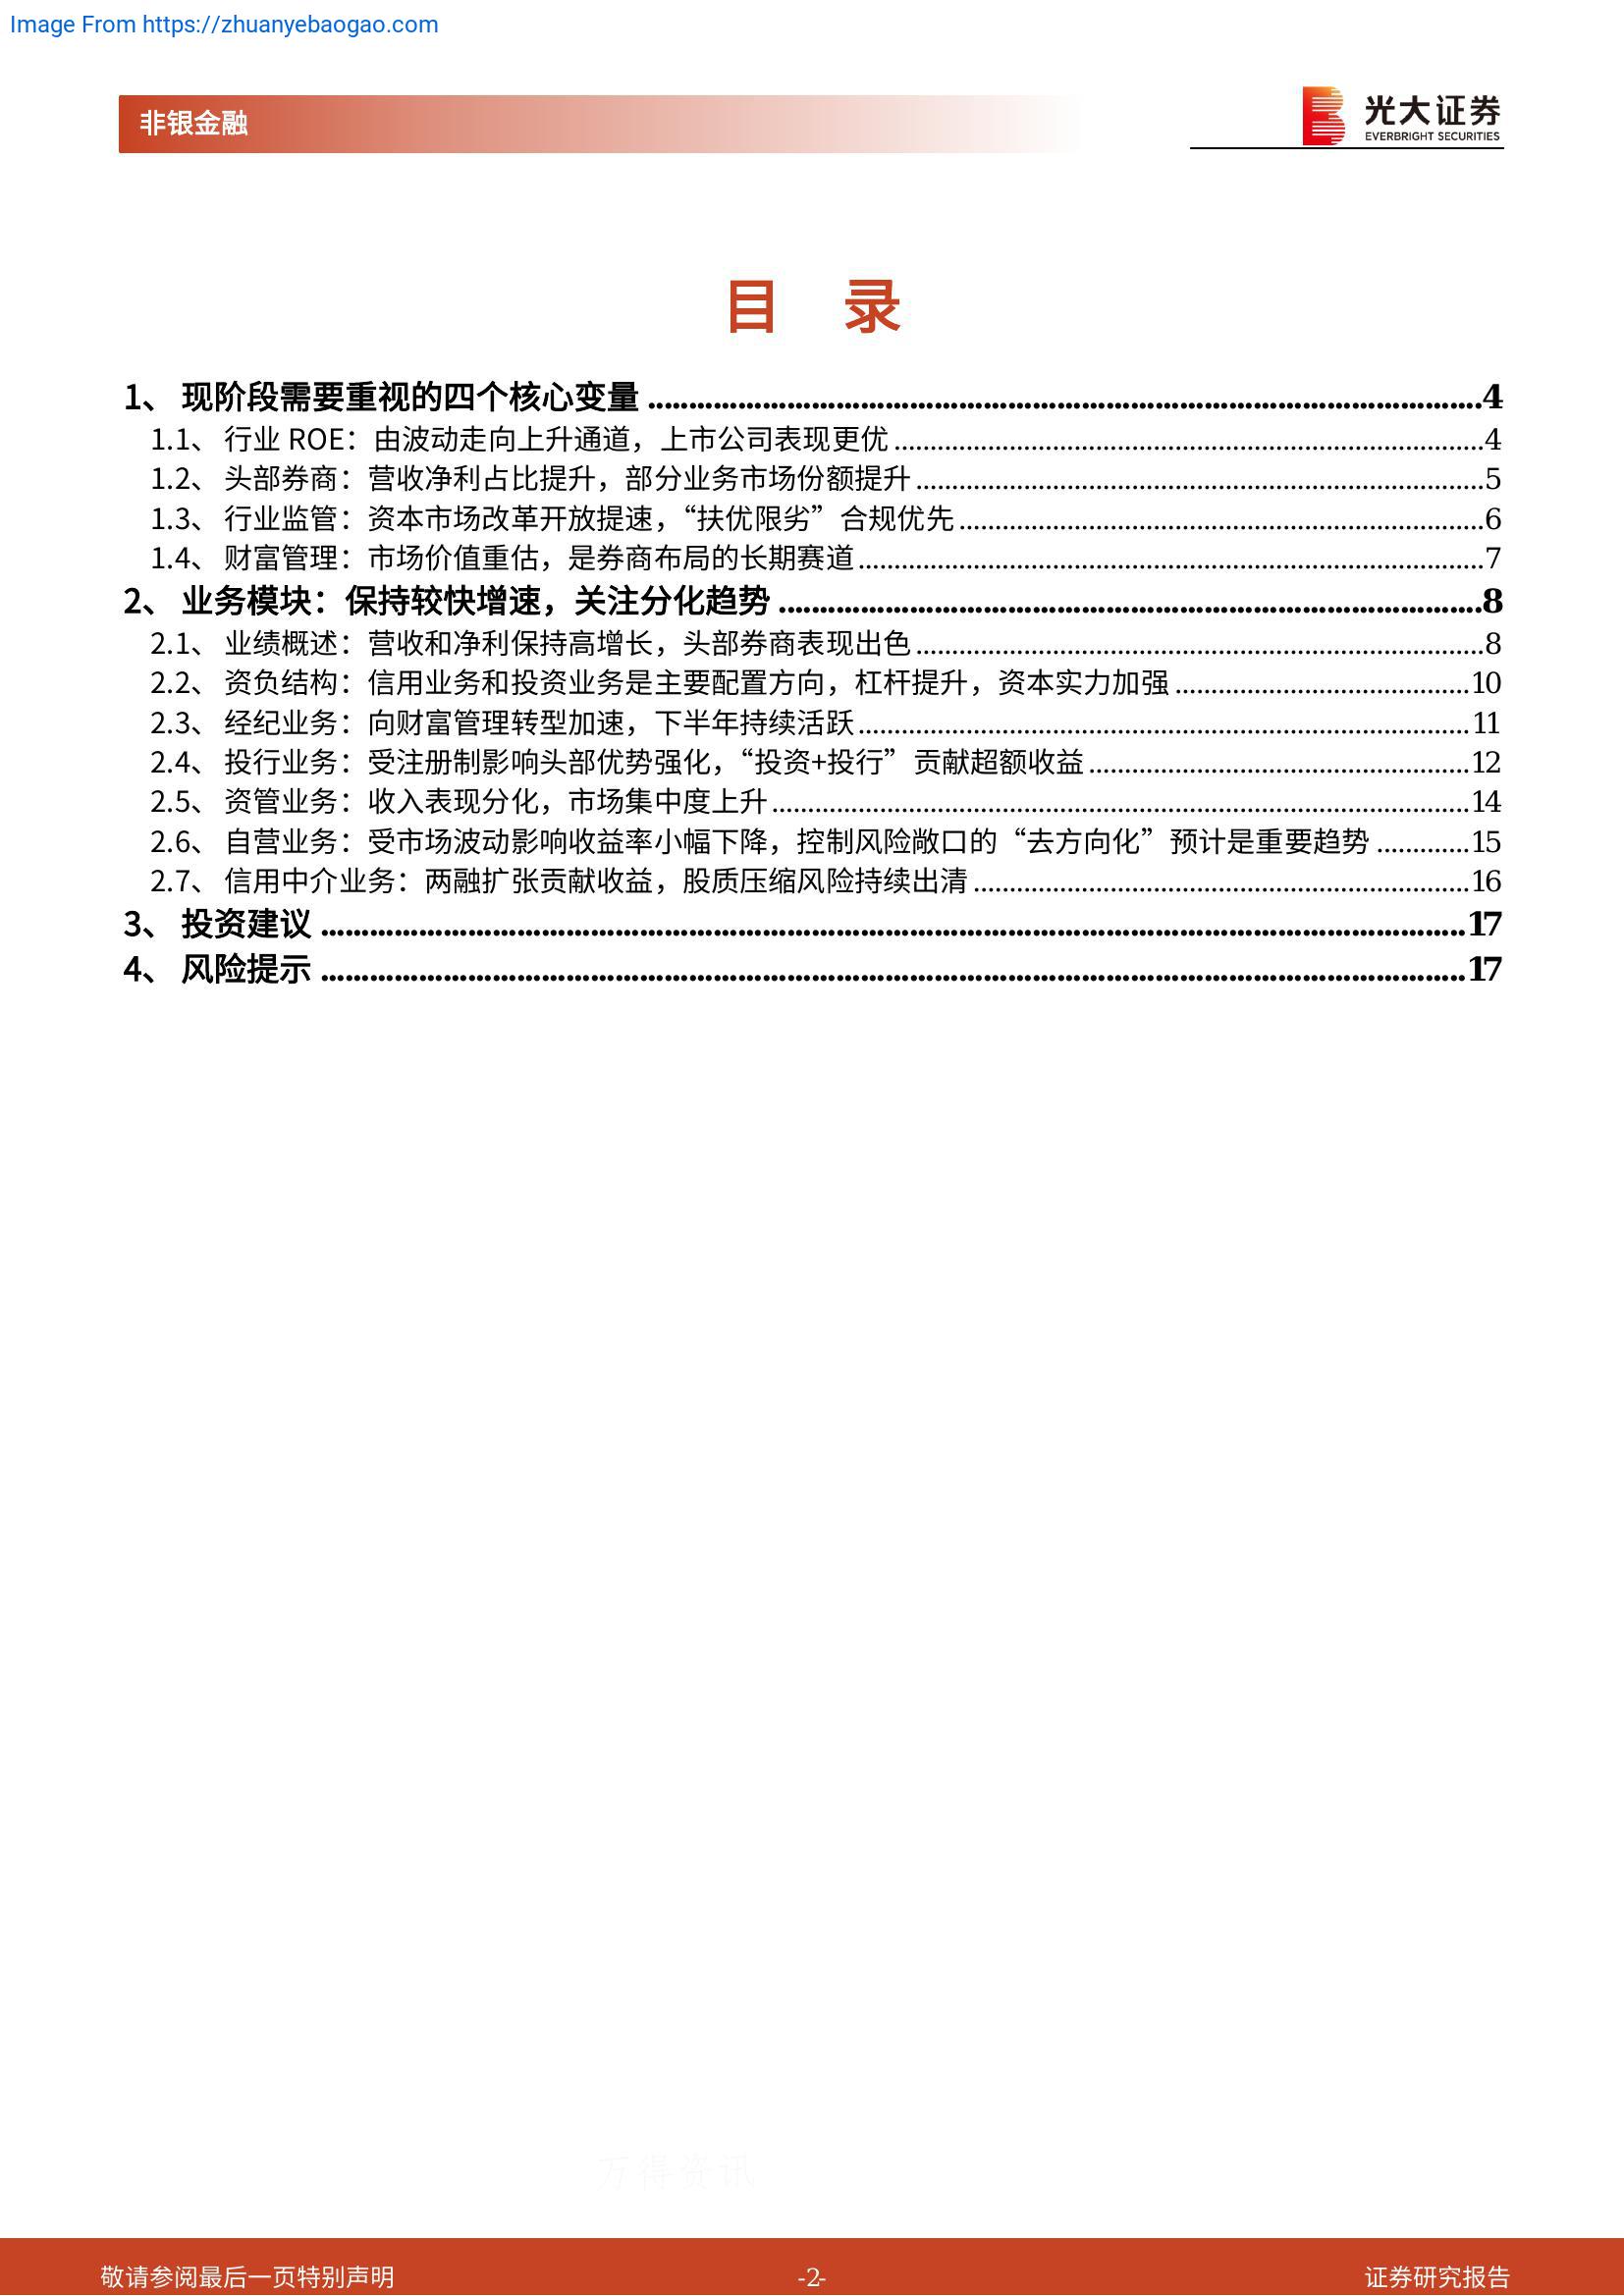 Image From https://zhuanyebaogao.com
非银金融
光大证券
EVERBRIGHT SECURITIES
目 录
1、 现阶段需要重视的四个核心变量 ........ 4
1.1、 行业 ROE：由波动走向上升通道，上市公司表现更优 ........ 4
1.2、 头部券商：营收净利占比提升，部分业务市场份额提升 ........ 5
1.3、 行业监管：资本市场改革开放提速，“扶优限劣”合规优先 ........ 6
1.4、 财富管理：市场价值重估，是券商布局的长期赛道 ........ 7
2、 业务模块：保持较快增速，关注分化趋势 ........ 8
2.1、 业绩概述：营收和净利保持高增长，头部券商表现出色 ........ 8
2.2、 资负结构：信用业务和投资业务是主要配置方向，杠杆提升，资本实力加强 ........ 10
2.3、 经纪业务：向财富管理转型加速，下半年持续活跃 ........ 11
2.4、 投行业务：受注册制影响头部优势强化，“投资+投行”贡献超额收益 ........ 12
2.5、 资管业务：收入表现分化，市场集中度上升 ........ 14
2.6、 自营业务：受市场波动影响收益率小幅下降，控制风险敞口的“去方向化”预计是重要趋势 ........ 15
2.7、 信用中介业务：两融扩张贡献收益，股质压缩风险持续出清 ........ 16
3、 投资建议 ........ 17
4、 风险提示 ........ 17
万得资讯
敬请参阅最后一页特别声明
-2-
证券研究报告